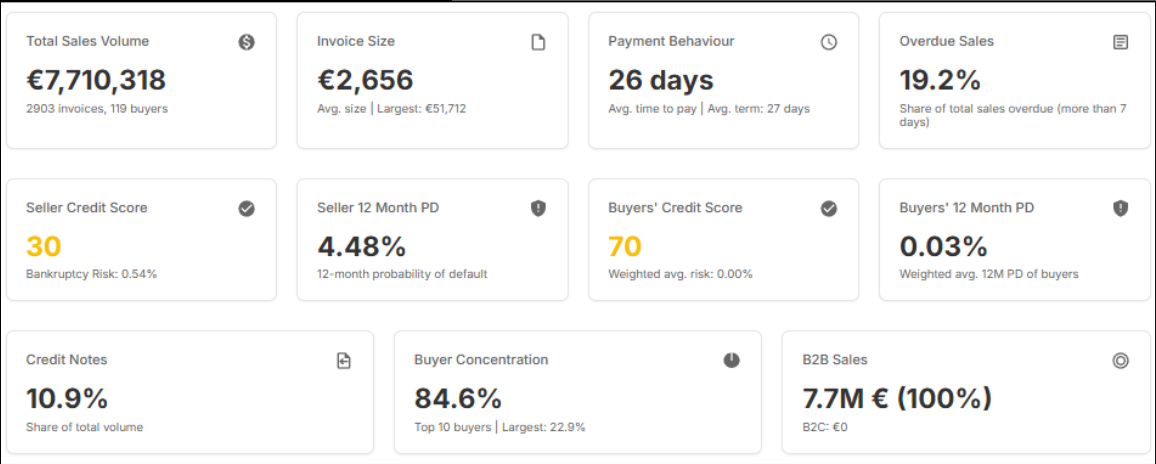 Total Sales Volume
€7,710,318
2903 invoices, 119 buyers
Invoice Size
€2,656
Avg. size | Largest: €51,712
Payment Behaviour
26 days
Avg. time to pay | Avg. term: 27 days
Overdue Sales
19.2%
Share of total sales overdue (more than 7
days)
Seller Credit Score
30
Bankruptcy Risk: 0.54%
Seller 12 Month PD
4.48%
12-month probability of default
Buyers' Credit Score
70
Weighted avg. risk: 0.00%
Buyers' 12 Month PD
0.03%
Weighted avg. 12M PD of buyers
Credit Notes
10.9%
Share of total volume
Buyer Concentration
84.6%
Top 10 buyers | Largest: 22.9%
B2B Sales
7.7M € (100%)
B2C: €0